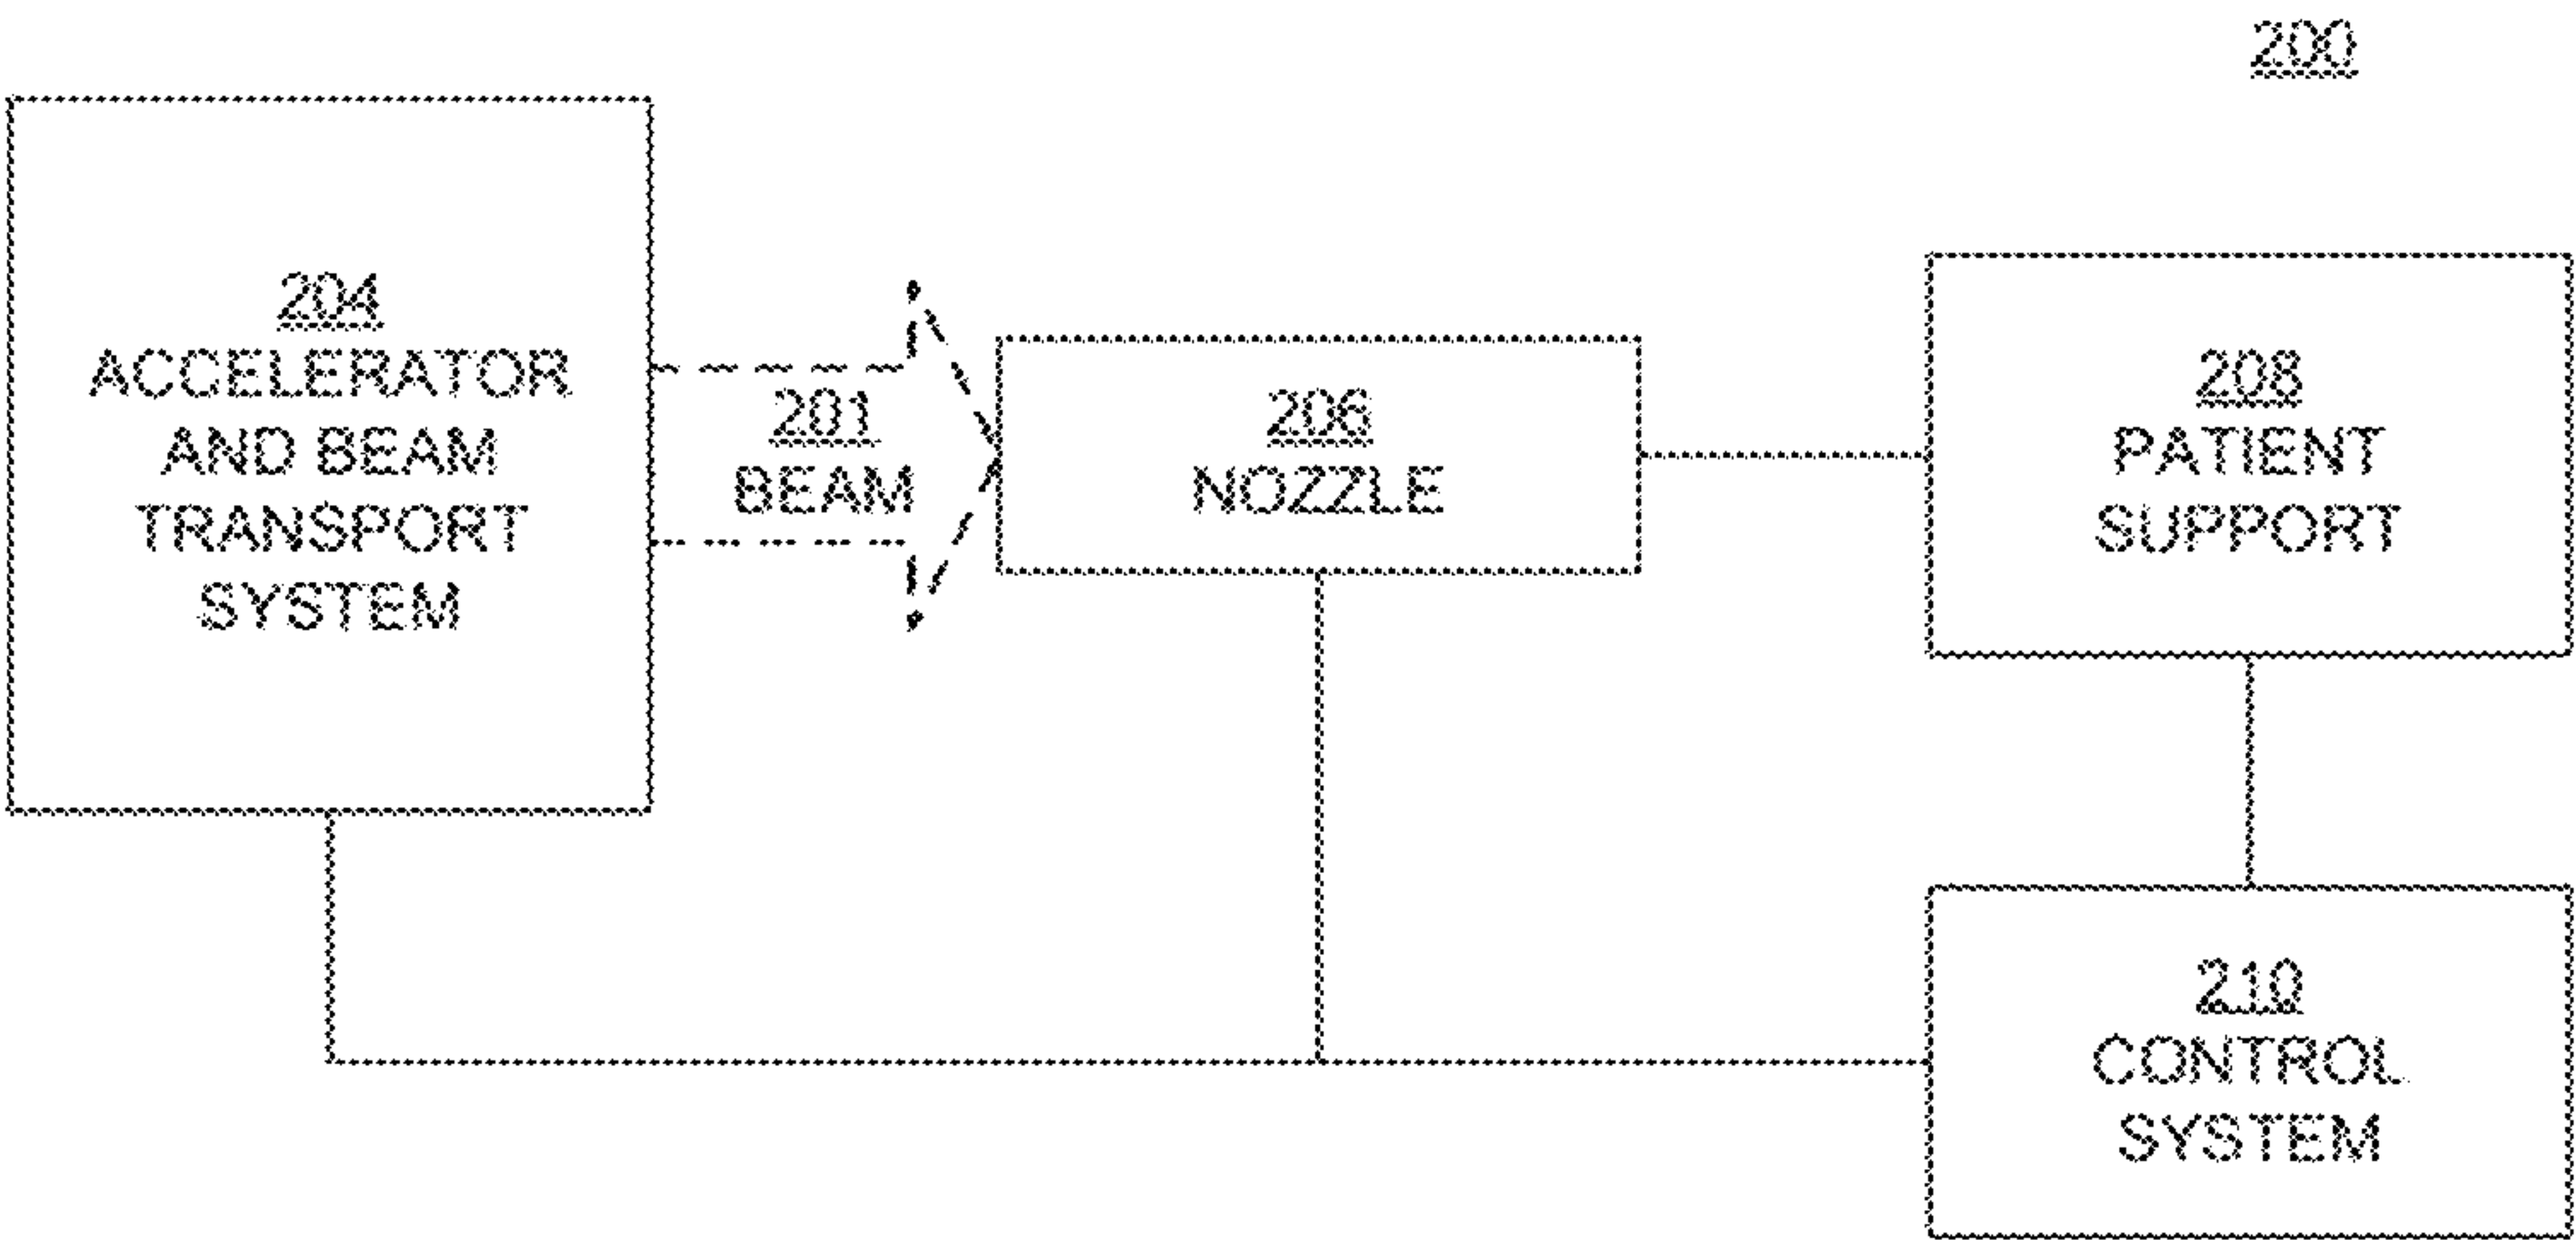 200
204
ACCELERATOR
AND BEAM
TRANSPORT
SYSTEM
201
BEAM
206
NOZZLE
208
PATIENT
SUPPORT
210
CONTROL
SYSTEM